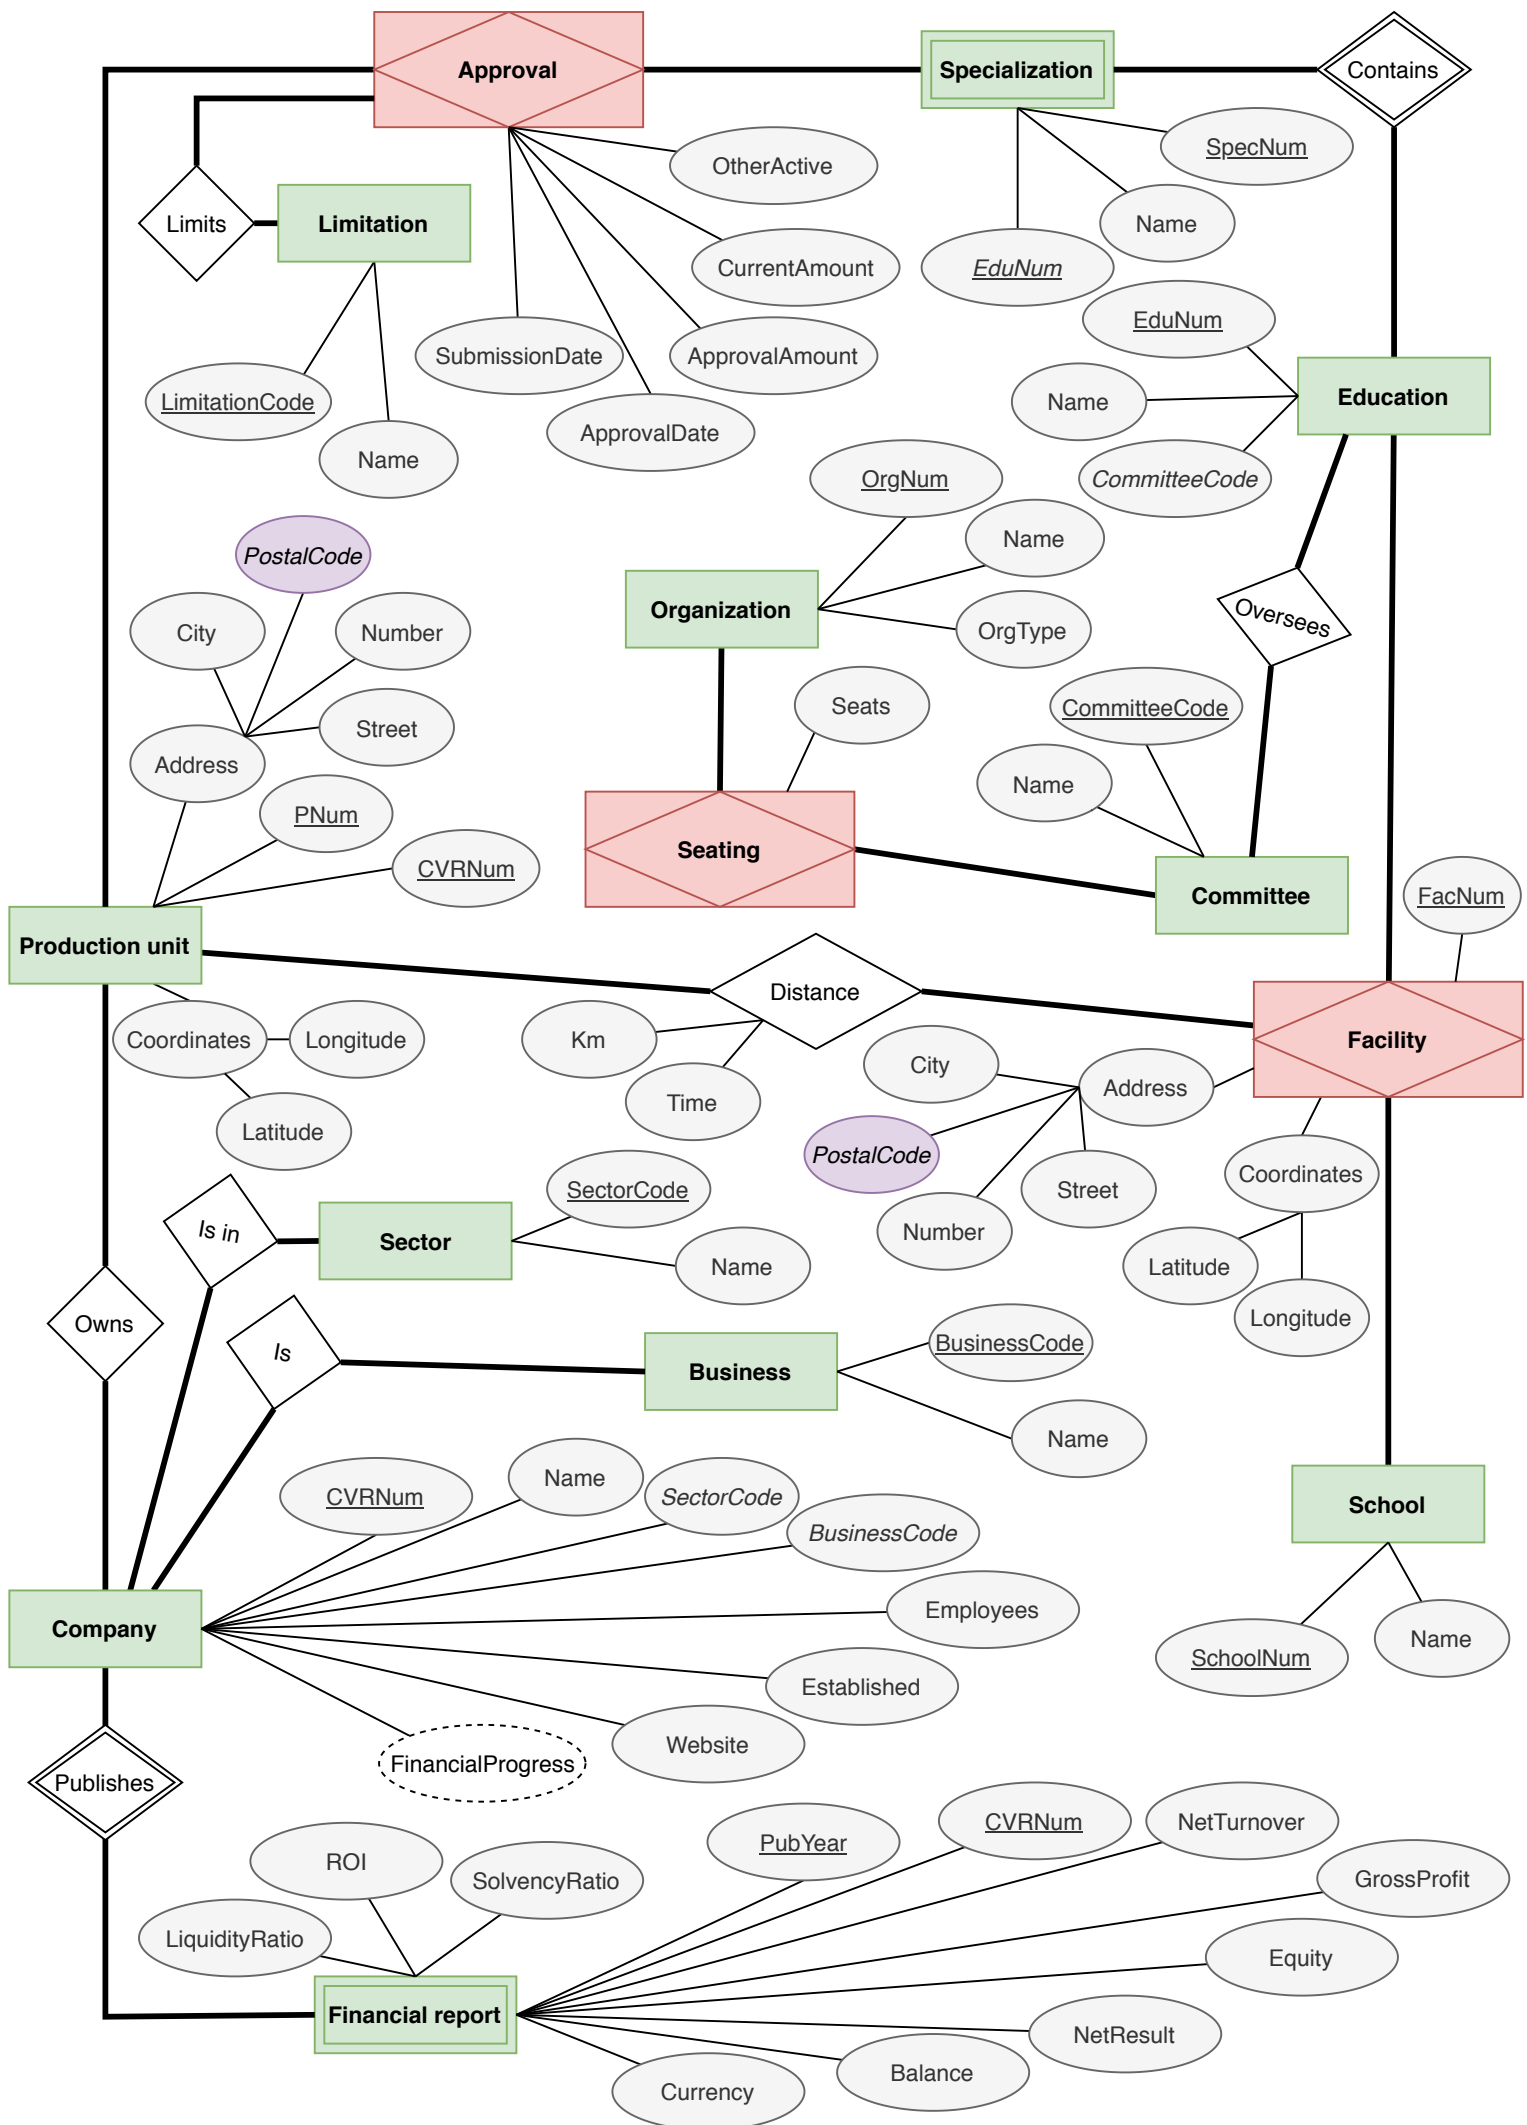 Approval
Specialization
Contains
OtherActive
SpecNum
Limits
Limitation
Name
CurrentAmount
EduNum
EduNum
SubmissionDate
ApprovalAmount
LimitationCode
Name
Education
ApprovalDate
Name
CommitteeCode
OrgNum
Name
PostalCode
City
Number
Organization
OrgType
Oversees
Street
Address
Seats
CommitteeCode
Name
PNum
CVRNum
Seating
Committee
FacNum
Production unit
Distance
Coordinates
Longitude
Km
Time
Latitude
City
Address
Facility
PostalCode
Street
Number
Coordinates
Latitude
Longitude
Is in
Sector
SectorCode
Name
Owns
Is
Business
BusinessCode
Name
CVRNum
Name
SectorCode
BusinessCode
School
Company
Employees
Established
Website
FinancialProgress
SchoolNum
Name
Publishes
ROI
SolvencyRatio
LiquidityRatio
PubYear
CVRNum
NetTurnover
GrossProfit
Equity
Financial report
NetResult
Balance
Currency